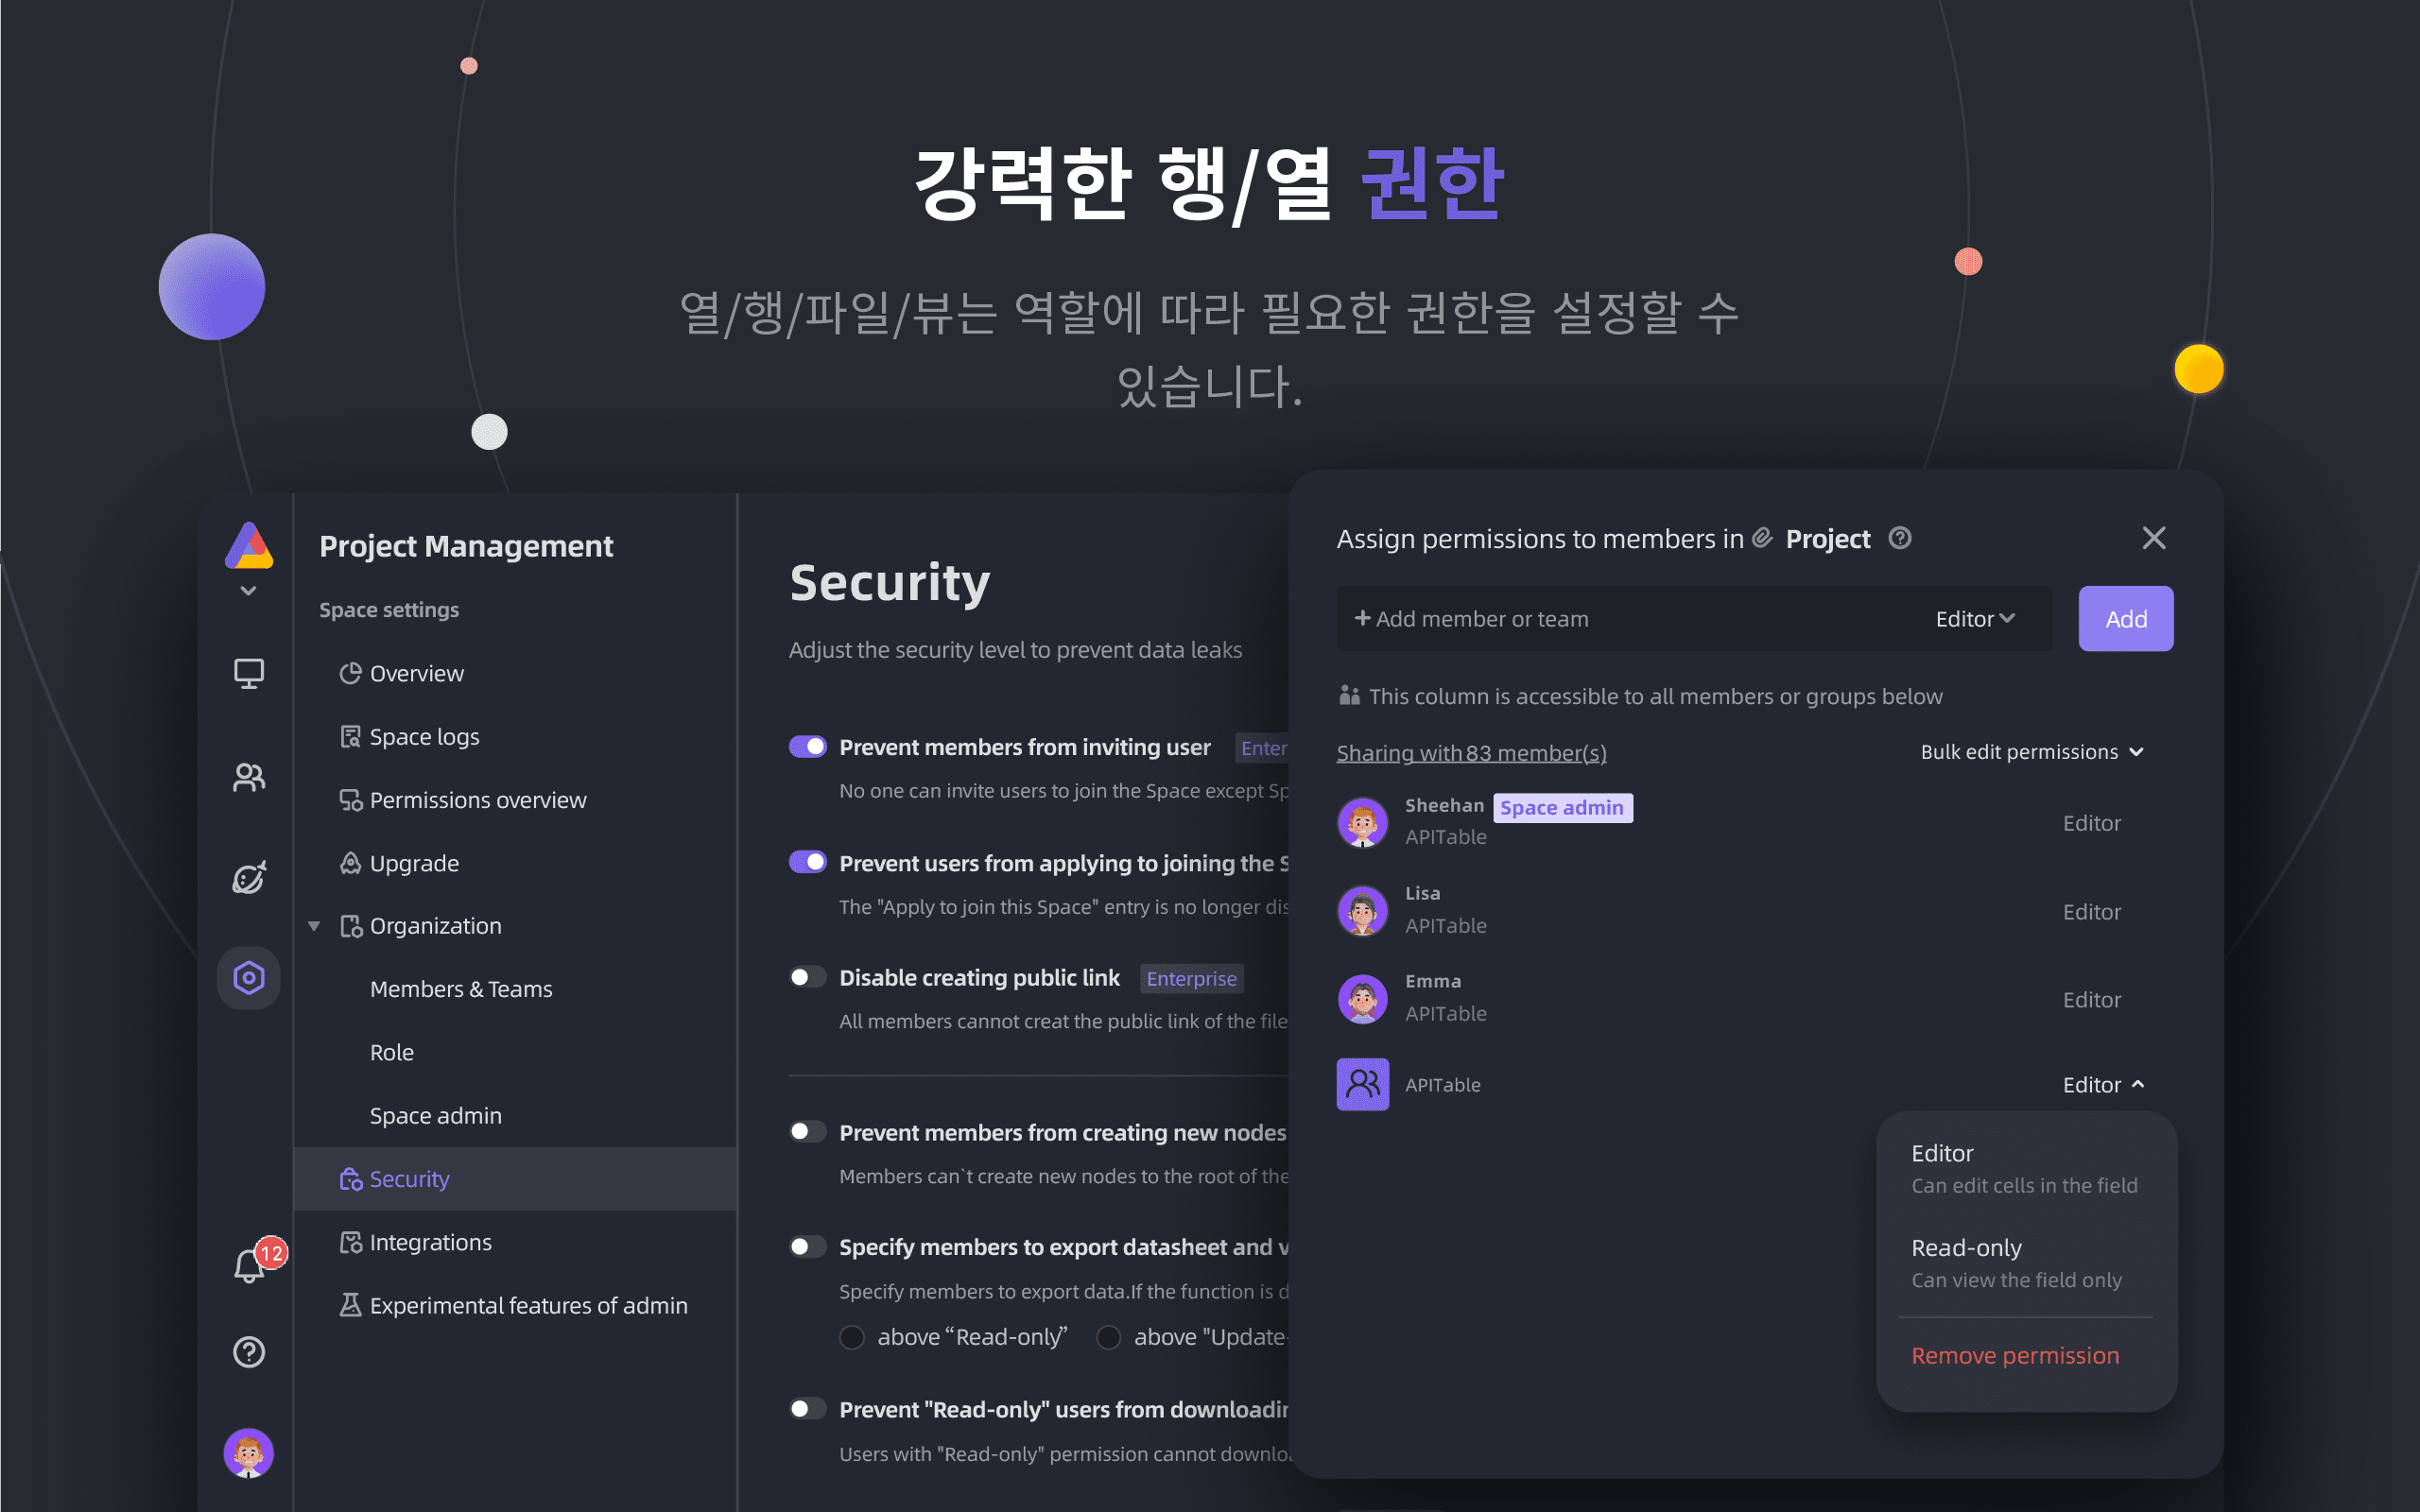 강력한 행/열 권한
열/행/파일/뷰는 역할에 따라 필요한 권한을 설정할 수
있습니다.
Project Management
Space settings
Overview
Space logs
Permissions overview
Upgrade
Organization
Members & Teams
Role
Space admin
Security
Integrations
Experimental features of admin
12
Security
Adjust the security level to prevent data leaks
Prevent members from inviting user
No one can invite users to join the Space except
Prevent users from applying to joining the
The "Apply to join this Space" entry is no longer
Disable creating public link Enterprise
All members cannot creat the public link of the file
Prevent members from creating new nodes
Members can`t create new nodes to the root of the
Specify members to export datasheet and
Specify members to export data.If the function is
above “Read-only” above "Update-
Prevent "Read-only" users from
Users with "Read-only" permission cannot
Assign permissions to members in Project
+ Add member or team Editor Add
This column is accessible to all members or groups below
Sharing with 83 member(s) Bulk edit permissions
Sheehan Space admin
APITable
Editor
Lisa
APITable
Editor
Emma
APITable
Editor
APITable Editor
Editor
Can edit cells in the field
Read-only
Can view the field only
Remove permission